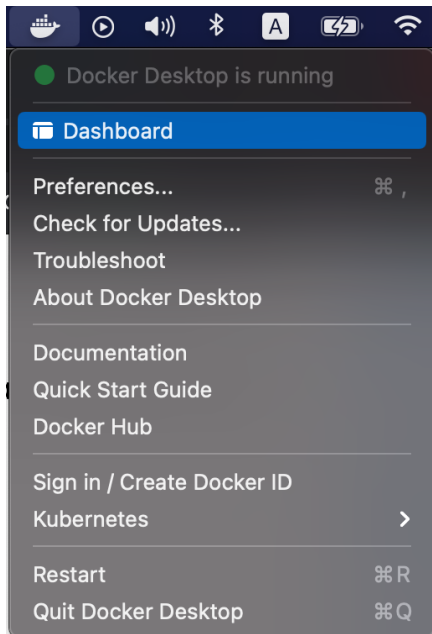 A
Docker Desktop is running
Dashboard
Preferences... ⌘ ,
Check for Updates...
Troubleshoot
About Docker Desktop
Documentation
Quick Start Guide
Docker Hub
Sign in / Create Docker ID
Kubernetes
Restart ⌘R
Quit Docker Desktop ⌘Q